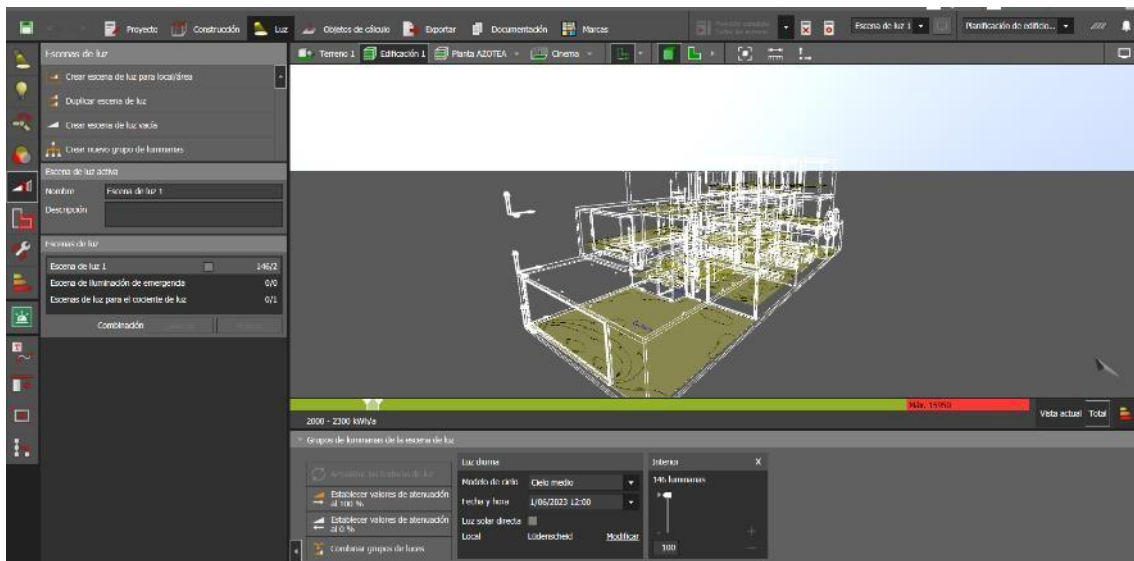 Proyecto Construcción Luz Objetos de cálculo Exportar Documentación Marcas Escena de luz 1 Planificación de edificio...
Terreno 1 Edificación 1 Planta AZOTEA Cinema
Escenas de luz
Crear escena de luz para local/área
Duplicar escena de luz
Crear escena de luz vacía
Crear nuevo grupo de luminarias
Escena de luz activa
Nombre Escena de luz 1
Descripción
Escenas de luz
Escena de luz 1 146/2
Escena de iluminación de emergencia 0/0
Escenas de luz para el cociente de luz 0/1
Combinación
Máx. 15950
2000 - 2300 kWh/a
Vista actual Total
Grupos de luminarias de la escena de luz
Establecer valores de atenuación al 100 %
Establecer valores de atenuación al 0 %
Combinar grupos de luces
Luz diurna
Modelo de cielo Cielo medio
Fecha y hora 1/06/2023 12:00
Luz solar directa
Local Lüdenscheid Modificar
Interior X
146 luminarias
100